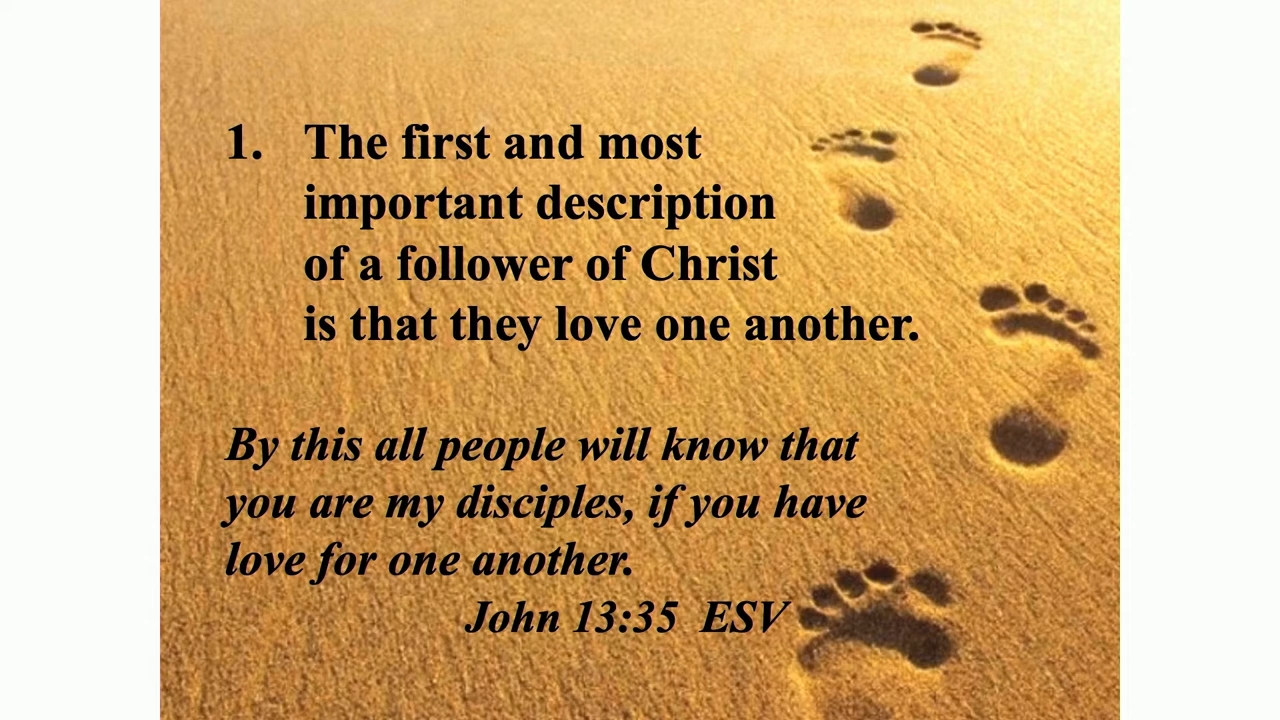 1. The first and most
important description
of a follower of Christ
is that they love one another.
By this all people will know that
you are my disciples, if you have
love for one another.
John 13:35 ESV